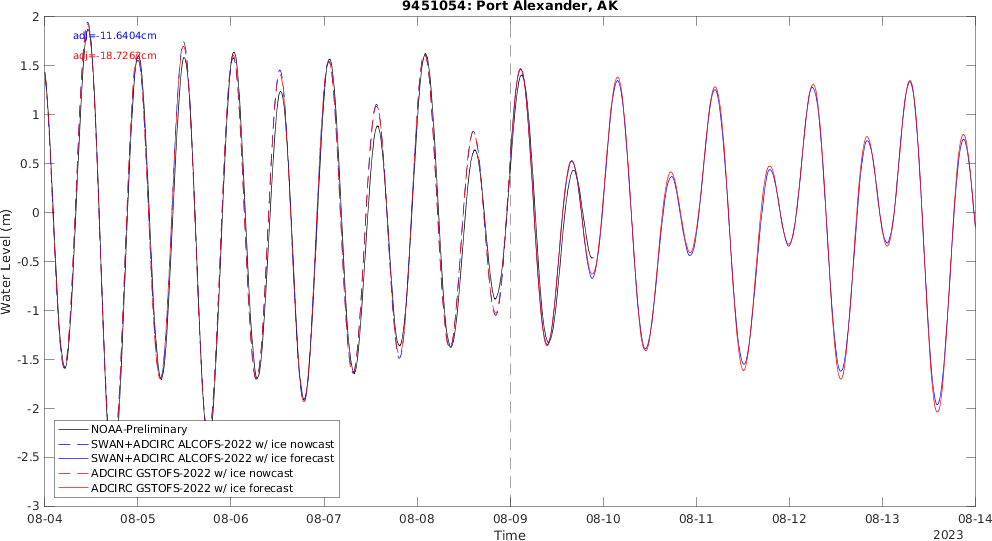 9451054: Port Alexander, AK
adj=-11.6404cm
adj=-18.7262cm
Water Level (m)
2
1.5
1
0.5
0
-0.5
-1
-1.5
-2
-2.5
-3
NOAA-Preliminary
SWAN+ADCIRC ALCOFS-2022 w/ ice nowcast
SWAN+ADCIRC ALCOFS-2022 w/ ice forecast
ADCIRC GSTOFS-2022 w/ ice nowcast
ADCIRC GSTOFS-2022 w/ ice forecast
08-04 08-05 08-06 08-07 08-08 08-09 08-10 08-11 08-12 08-13 08-14
Time
2023